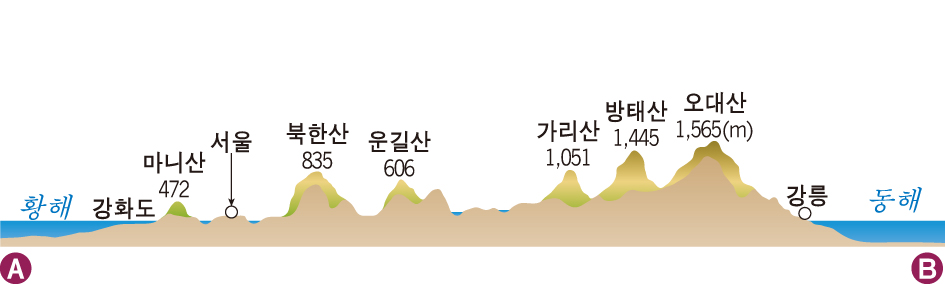 황해
강화도
마니산
472
서울
북한산
835
운길산
606
가리산
1,051
방태산
1,445
오대산
1,565(m)
강릉
동해
A
B